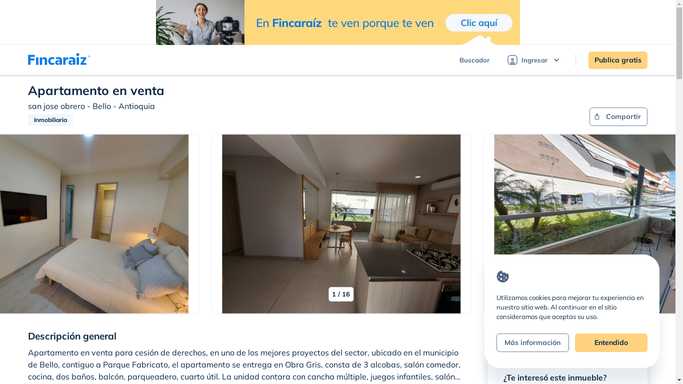 En Fincaraíz te ven porque te ven
Clic aquí
Fincaraiz
Buscador
Ingresar
Publica gratis
Apartamento en venta
san jose obrero - Bello - Antioquia
Inmobiliaria
Compartir
1 / 16
Utilizamos cookies para mejorar tu experiencia en
nuestro sitio web. Al continuar en el sitio
consideramos que aceptas su uso.
Más información
Entendido
Descripción general
Apartamento en venta para cesión de derechos, en uno de los mejores proyectos del sector, ubicado en el municipio
de Bello, contiguo a Parque Fabricato, el apartamento se entrega en Obra Gris, consta de 3 alcobas, salón comedor,
cocina, dos baños, balcón, parqueadero, cuarto útil. La unidad contara con cancha múltiple, juegos infantiles, salón...
¿Te interesó este inmueble?